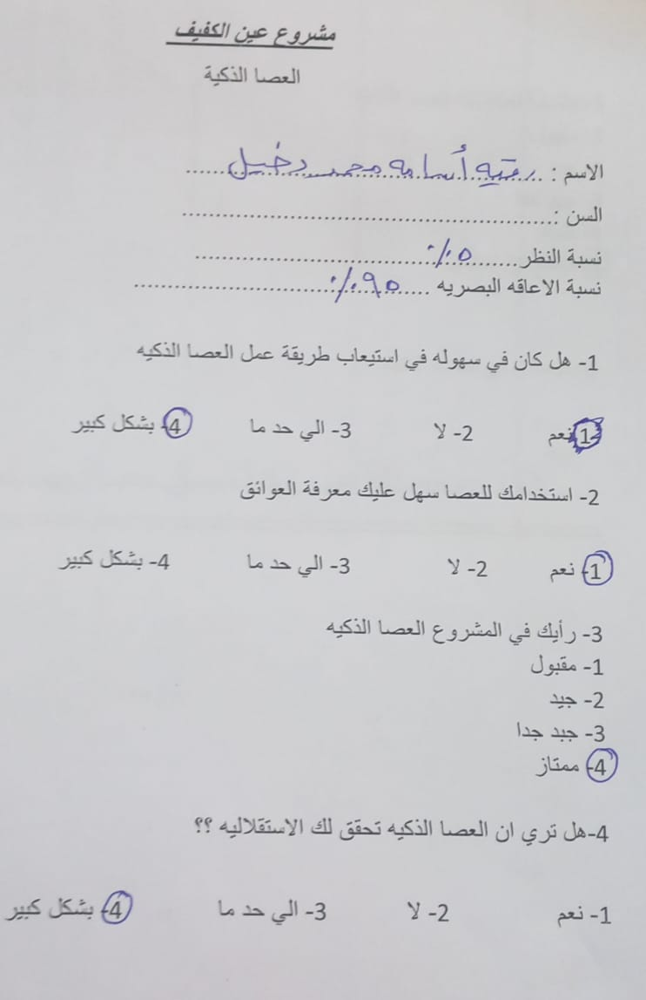 مشروع عين الكفيف
العصا الذكية
الاسم : رقيه أسامه محمد دخيل
السن :
نسبة النظر ٥٪
نسبة الاعاقه البصريه ٩٥٪
1- هل كان في سهوله في استيعاب طريقة عمل العصا الذكيه
1- نعم 2- لا 3- الي حد ما 4- بشكل كبير
2- استخدامك للعصا سهل عليك معرفة العوائق
1- نعم 2- لا 3- الي حد ما 4- بشكل كبير
3- رأيك في المشروع العصا الذكيه
1- مقبول
2- جيد
3- جبد جدا
4- ممتاز
4-هل تري ان العصا الذكيه تحقق لك الاستقلاليه ؟؟
1- نعم 2- لا 3- الي حد ما 4- بشكل كبير